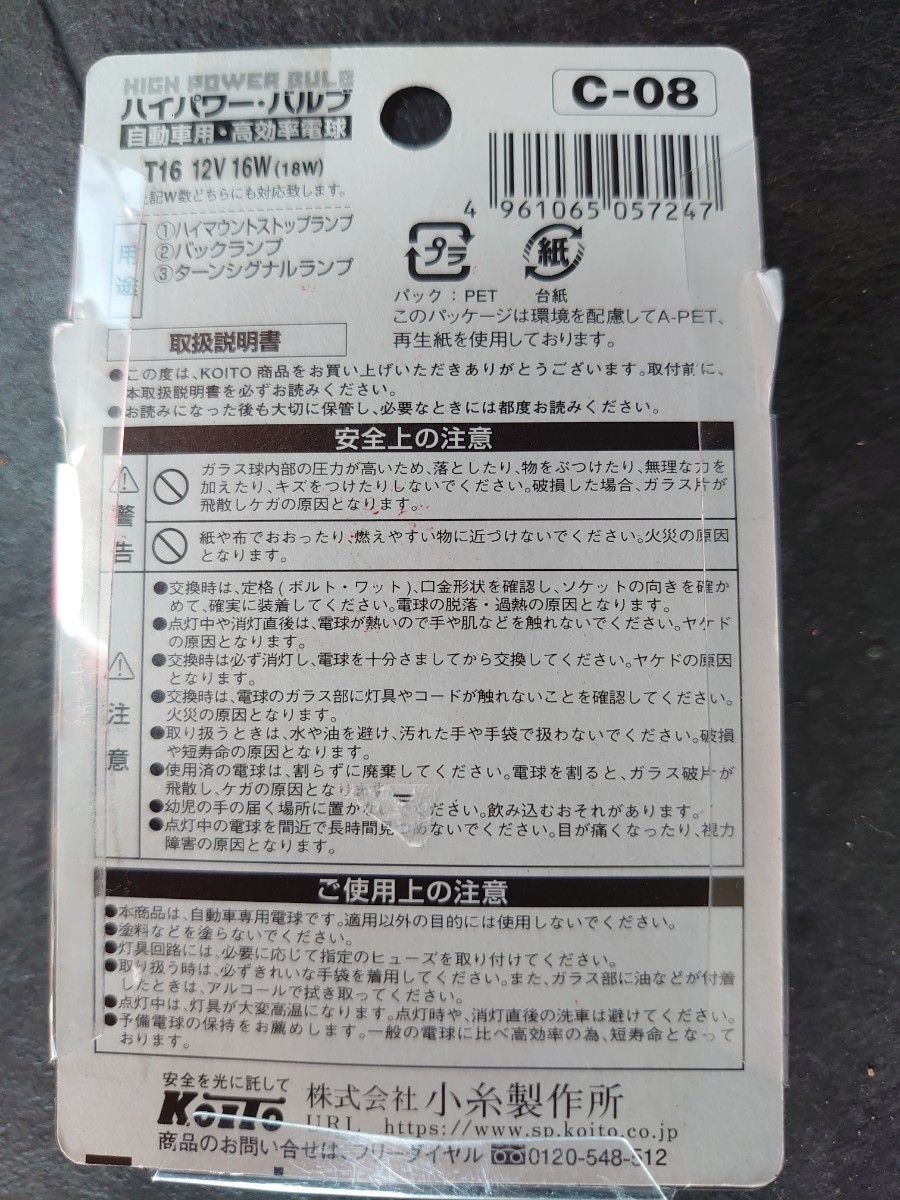 HIGH POWER BULB
ハイパワー・バルブ
自動車用・高効率電球
C-08
T16 12V 16W(18W)
上記W数どちらにも対応致します。
用途
①ハイマウントストップランプ
②バックランプ
③ターンシグナルランプ
4 961065 057247
プラ
紙
パック：PET 台紙
このパッケージは環境を配慮してA-PET、
再生紙を使用しております。
取扱説明書
●この度は、KOITO商品をお買い上げいただきありがとうございます。取付前に、
本取扱説明書を必ずお読みください。
●お読みになった後も大切に保管し、必要なときには都度お読みください。
安全上の注意
警告
ガラス球内部の圧力が高いため、落としたり、物をぶつけたり、無理な力を
加えたり、キズをつけたりしないでください。破損した場合、ガラス片が
飛散しケガの原因となります。
紙や布でおおったり、燃えやすい物に近づけないでください。火災の原因
となります。
注意
●交換時は、定格(ボルト・ワット)、口金形状を確認し、ソケットの向きを確か
めて、確実に装着してください。電球の脱落・過熱の原因となります。
●点灯中や消灯直後は、電球が熱いので手や肌などを触れないでください。ヤケド
の原因となります。
●交換時は必ず消灯し、電球を十分さましてから交換してください。ヤケドの原因
となります。
●交換時は、電球のガラス部に灯具やコードが触れないことを確認してください。
火災の原因となります。
●取り扱うときは、水や油を避け、汚れた手や手袋で扱わないでください。破損
や短寿命の原因となります。
●使用済の電球は、割らずに廃棄してください。電球を割ると、ガラス破片が
飛散し、ケガの原因となります。
●幼児の手の届く場所に置かな ださい。飲み込むおそれがあります。
●点灯中の電球を間近で長時間見つめないでください。目が痛くなったり、視力
障害の原因となります。
ご使用上の注意
●本商品は、自動車専用電球です。適用以外の目的には使用しないでください。
●塗料などを塗らないでください。
●灯具回路には、必要に応じて指定のヒューズを取り付けてください。
●取り扱う時は、必ずきれいな手袋を着用してください。また、ガラス部に油などが付着
したときは、アルコールで拭き取ってください。
●点灯中は、灯具が大変高温になります。点灯時や、消灯直後の洗車は避けてください。
●予備電球の保持をお薦めします。一般の電球に比べ高効率の為、短寿命となって
おります。
安全を光に託して
KOITO 株式会社 小糸製作所
URL https://www.sp.koito.co.jp
商品のお問い合せは、フリーダイヤル 0120-548-512